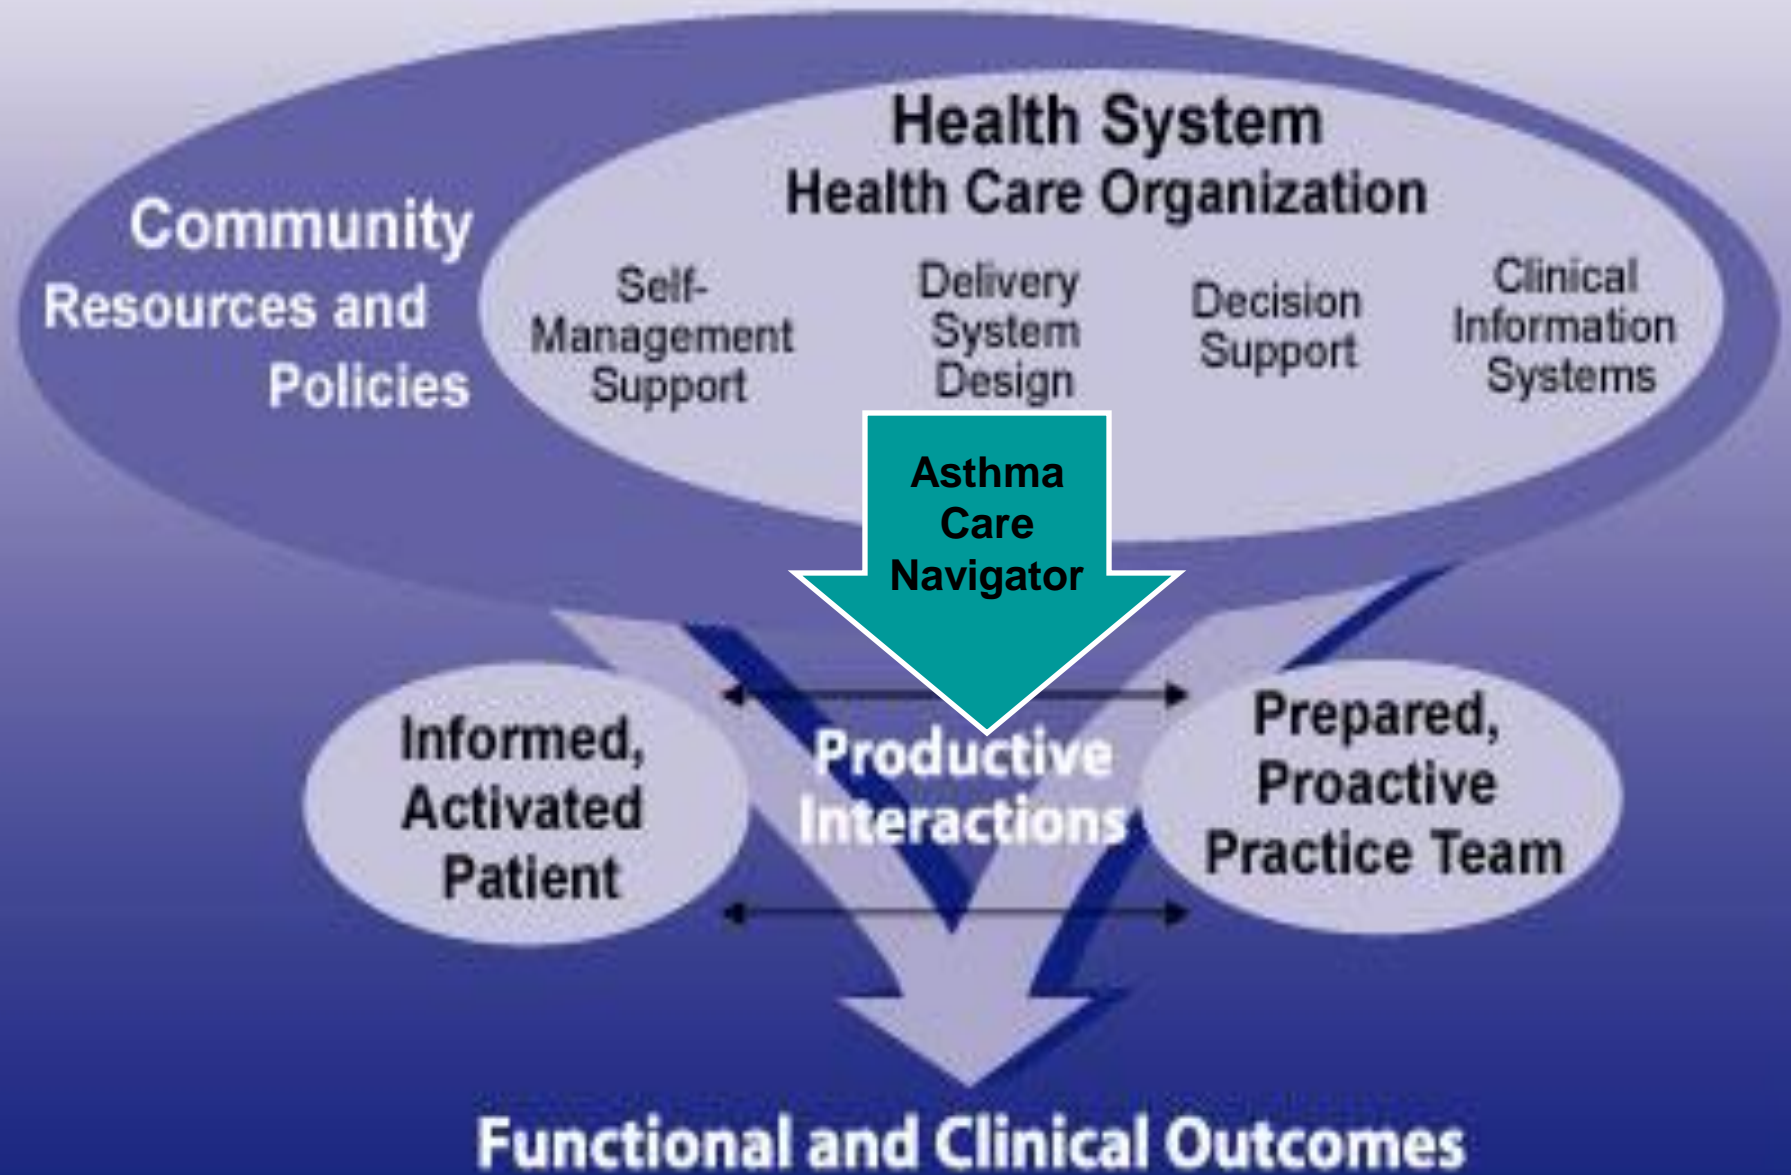 Health System
Health Care Organization
Community
Resources and
Policies
Self-
Management
Support
Delivery
System
Design
Decision
Support
Clinical
Information
Systems
Asthma
Care
Navigator
Informed,
Activated
Patient
Productive
Interactions
Prepared,
Proactive
Practice Team
Functional and Clinical Outcomes